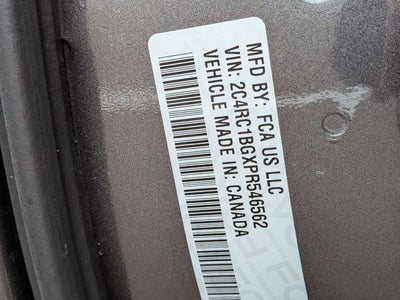 MFD BY: FCA US LLC
VIN: 2C4RC1BGXPR546562
VEHICLE MADE IN: CANADA